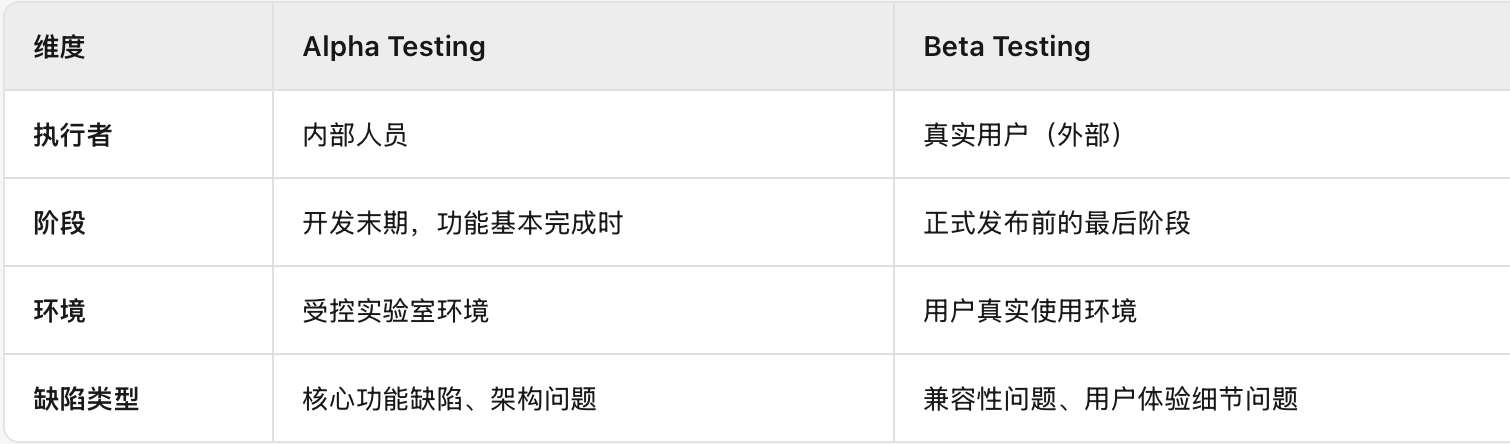 维度 Alpha Testing Beta Testing
执行者 内部人员 真实用户（外部）
阶段 开发末期，功能基本完成时 正式发布前的最后阶段
环境 受控实验室环境 用户真实使用环境
缺陷类型 核心功能缺陷、架构问题 兼容性问题、用户体验细节问题